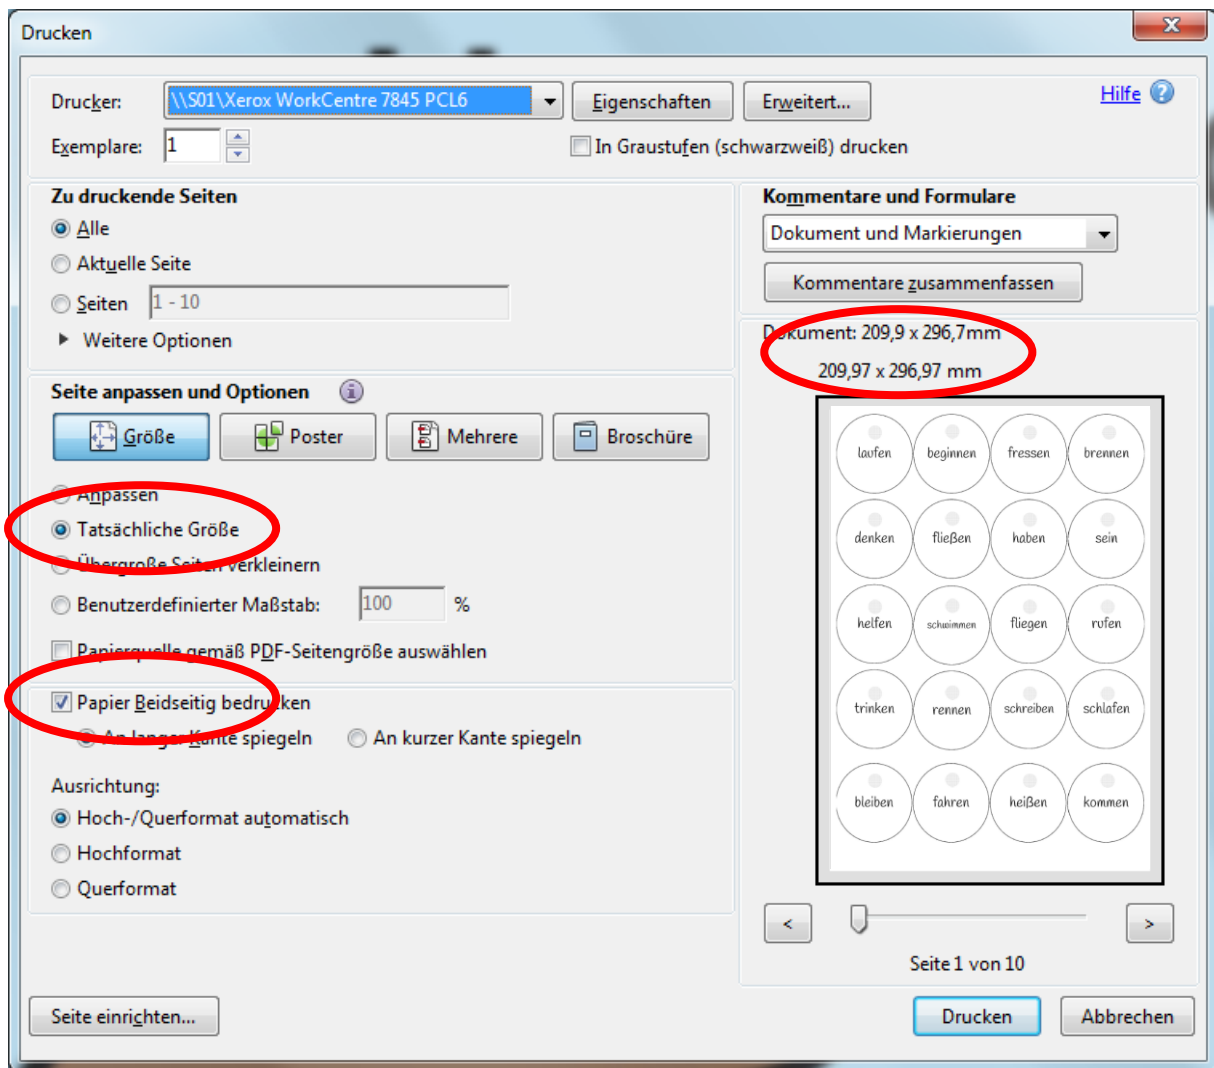 Drucken
X
Drucker: \\S01\Xerox WorkCentre 7845 PCL6 Eigenschaften Erweitert... Hilfe ?
Exemplare: 1 In Graustufen (schwarzweiß) drucken
Zu druckende Seiten
Alle
Aktuelle Seite
Seiten 1 - 10
Weitere Optionen
Seite anpassen und Optionen i
Größe Poster Mehrere Broschüre
Anpassen
Tatsächliche Größe
Übergroße Seiten verkleinern
Benutzerdefinierter Maßstab: 100 %
Papierquelle gemäß PDF-Seitengröße auswählen
Papier Beidseitig bedrucken
An langer Kante spiegeln An kurzer Kante spiegeln
Ausrichtung:
Hoch-/Querformat automatisch
Hochformat
Querformat
Kommentare und Formulare
Dokument und Markierungen
Kommentare zusammenfassen
Dokument: 209,9 x 296,7mm
209,97 x 296,97 mm
laufen beginnen fressen brennen
denken fließen haben sein
helfen schwimmen fliegen rufen
trinken rennen schreiben schlafen
bleiben fahren heißen kommen
< >
Seite 1 von 10
Seite einrichten... Drucken Abbrechen